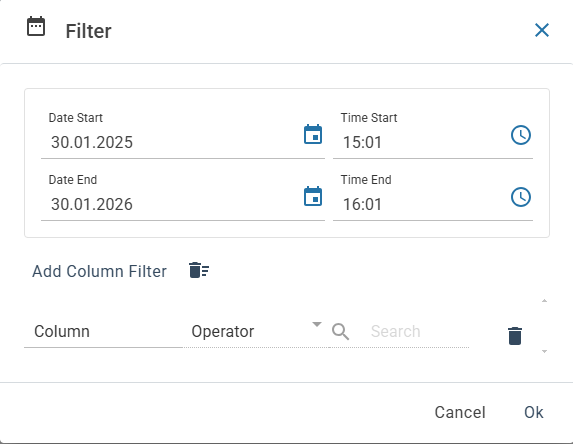 Filter
Date Start
Time Start
30.01.2025
15:01
Date End
Time End
30.01.2026
16:01
Add Column Filter
Column
Operator
Search
Cancel
Ok